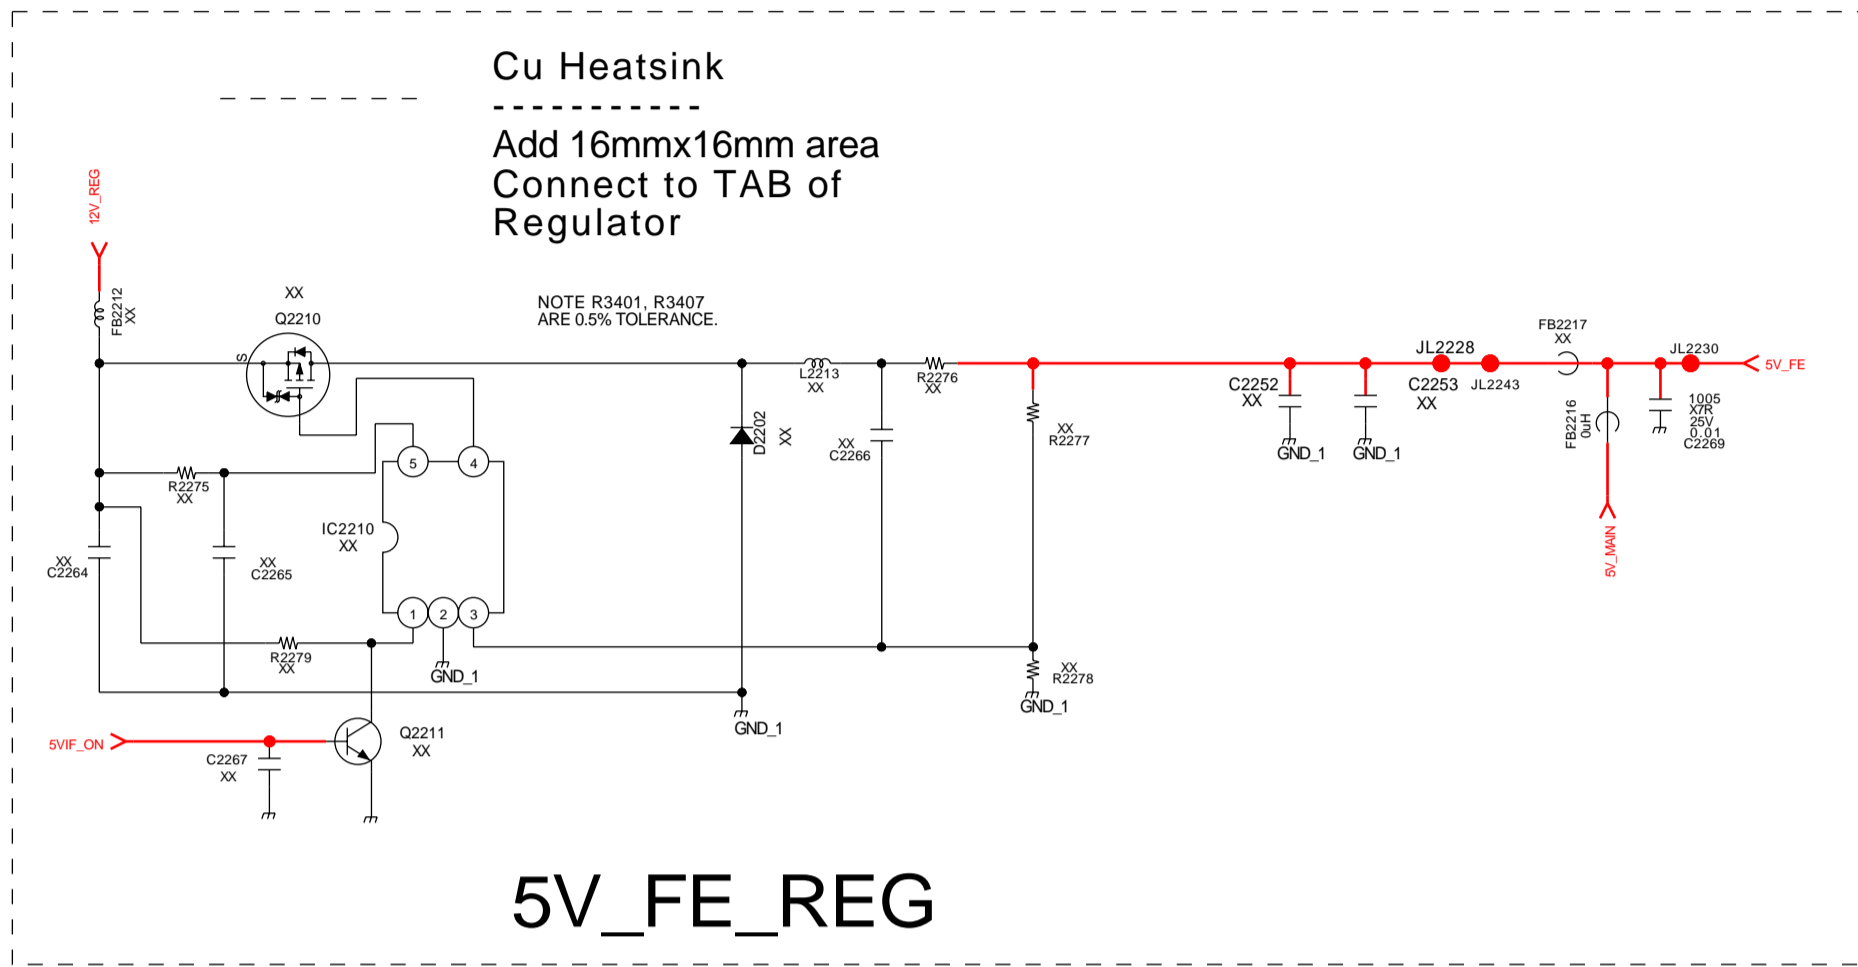 Cu Heatsink
-----------
Add 16mmx16mm area
Connect to TAB of
Regulator
12V_REG
FB2212
XX
XX
Q2210
S
NOTE R3401, R3407
ARE 0.5% TOLERANCE.
L2213
XX
R2276
XX
D2202
XX
XX
C2266
XX
R2277
C2252
XX
GND_1
GND_1
JL2228
C2253
XX
JL2243
FB2217
XX
JL2230
5V_FE
FB2216
0uH
1005
X7R
25V
0.01
C2269
5V_MAIN
R2275
XX
5
4
IC2210
XX
1
2
3
XX
C2264
XX
C2265
R2279
XX
GND_1
XX
R2278
GND_1
GND_1
5VIF_ON
C2267
XX
Q2211
XX
5V_FE_REG